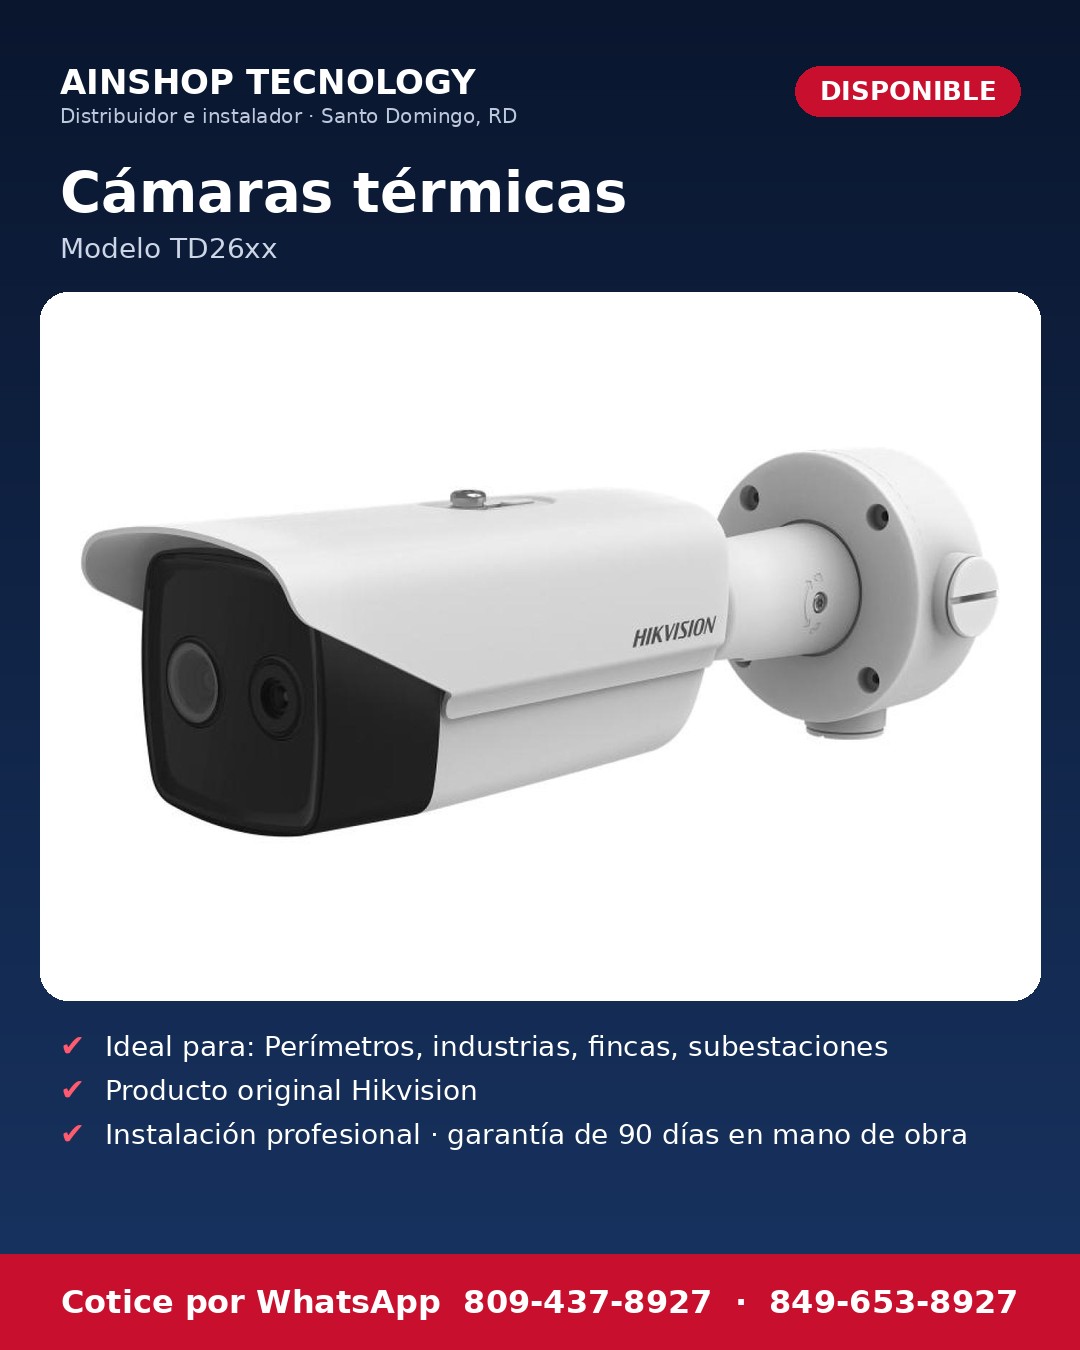 AINSHOP TECNOLOGY
DISPONIBLE
Distribuidor e instalador · Santo Domingo, RD
Cámaras térmicas
Modelo TD26xx
HIKVISION
✔ Ideal para: Perímetros, industrias, fincas, subestaciones
✔ Producto original Hikvision
✔ Instalación profesional · garantía de 90 días en mano de obra
Cotice por WhatsApp 809-437-8927 · 849-653-8927